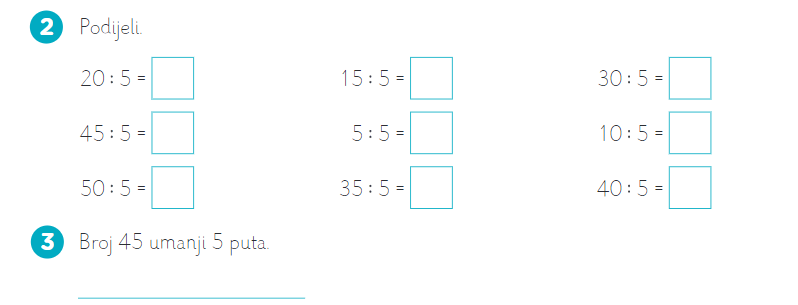 2 Podijeli.
20 : 5 = 15 : 5 = 30 : 5 =
45 : 5 = 5 : 5 = 10 : 5 =
50 : 5 = 35 : 5 = 40 : 5 =
3 Broj 45 umanji 5 puta.